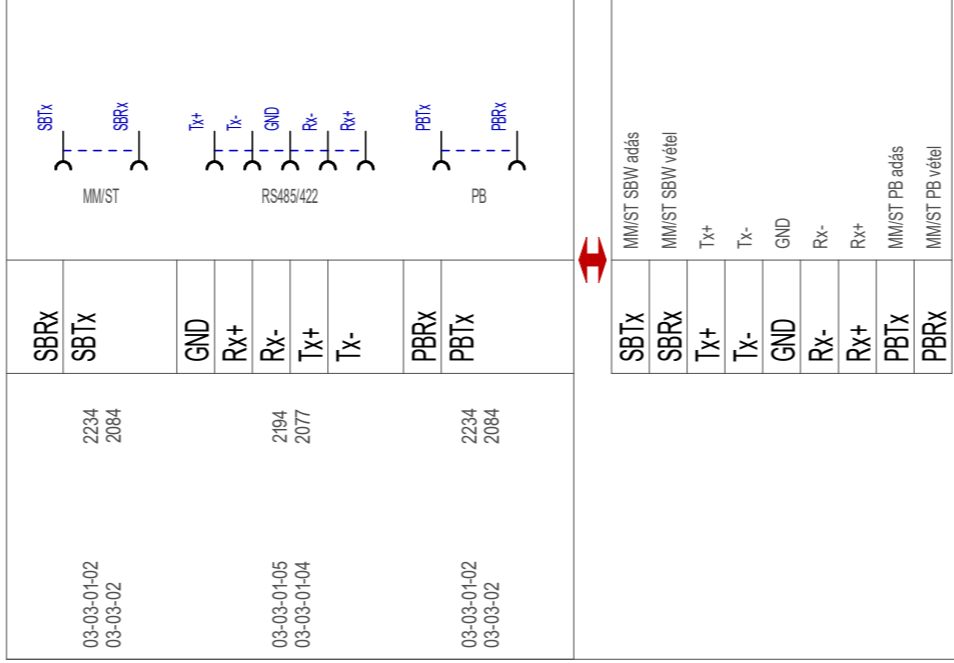 SBTx
SBRx
Tx+
Tx-
GND
Rx-
Rx+
PBTx
PBRx
MM/ST
RS485/422
PB
SBRx
SBTx
GND
Rx+
Rx-
Tx+
Tx-
PBRx
PBTx
2234
2084
2194
2077
2234
2084
03-03-01-02
03-03-02
03-03-01-05
03-03-01-04
03-03-01-02
03-03-02
MM/ST SBW adás
MM/ST SBW vétel
Tx+
Tx-
GND
Rx-
Rx+
MM/ST PB adás
MM/ST PB vétel
SBTx
SBRx
Tx+
Tx-
GND
Rx-
Rx+
PBTx
PBRx